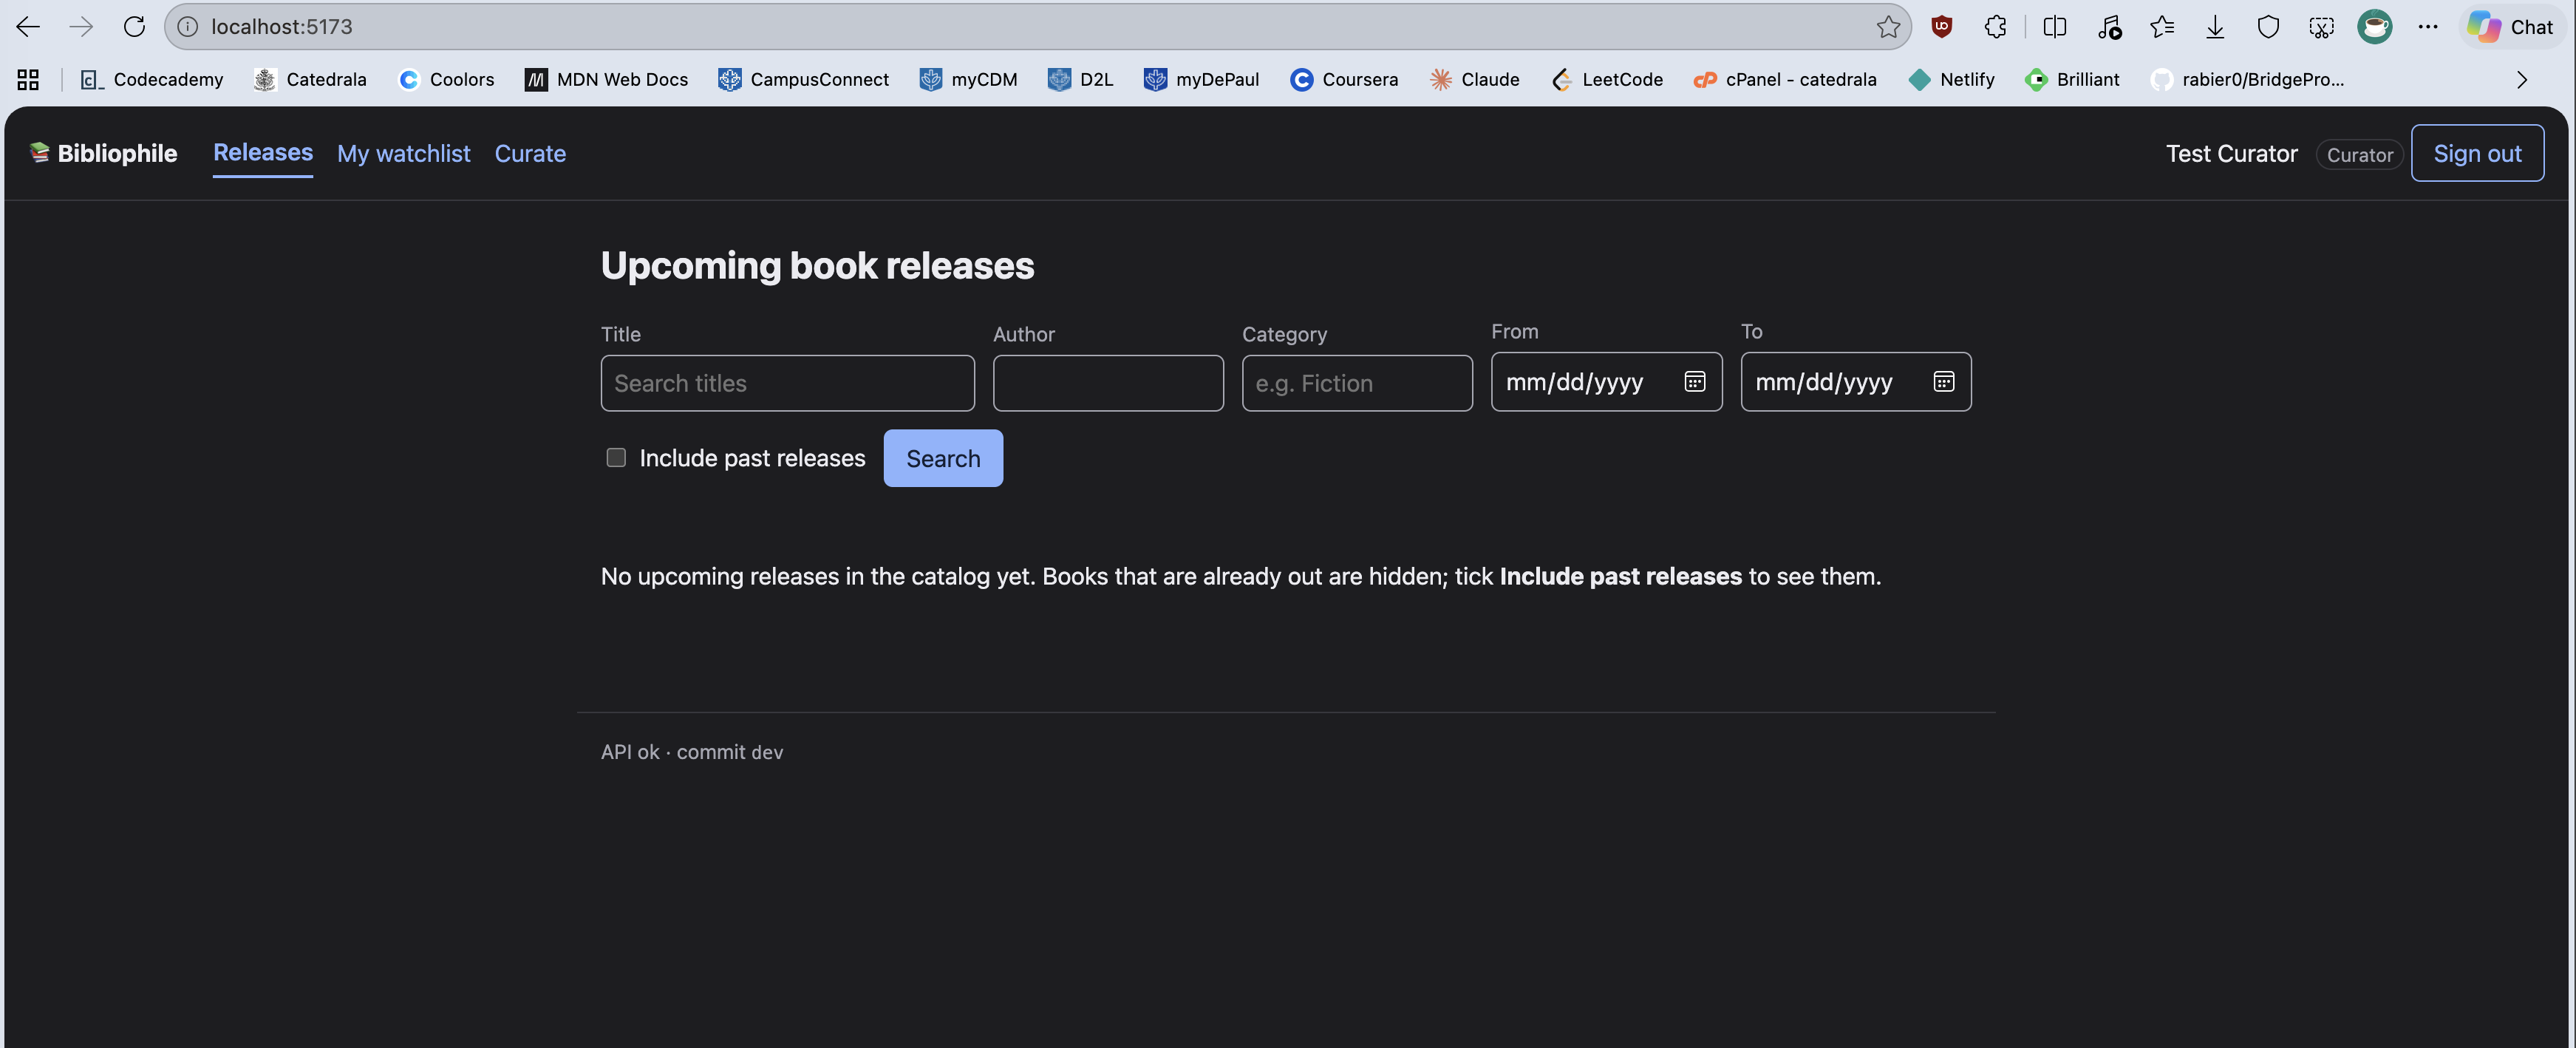 localhost:5173
Chat
Codecademy Catedrala Coolors MDN Web Docs CampusConnect myCDM D2L myDePaul Coursera Claude LeetCode cPanel - catedrala Netlify Brilliant rabier0/BridgePro...
Bibliophile Releases My watchlist Curate Test Curator Curator Sign out
Upcoming book releases
Title Author Category From To
Search titles e.g. Fiction mm/dd/yyyy mm/dd/yyyy
Include past releases Search
No upcoming releases in the catalog yet. Books that are already out are hidden; tick Include past releases to see them.
API ok · commit dev